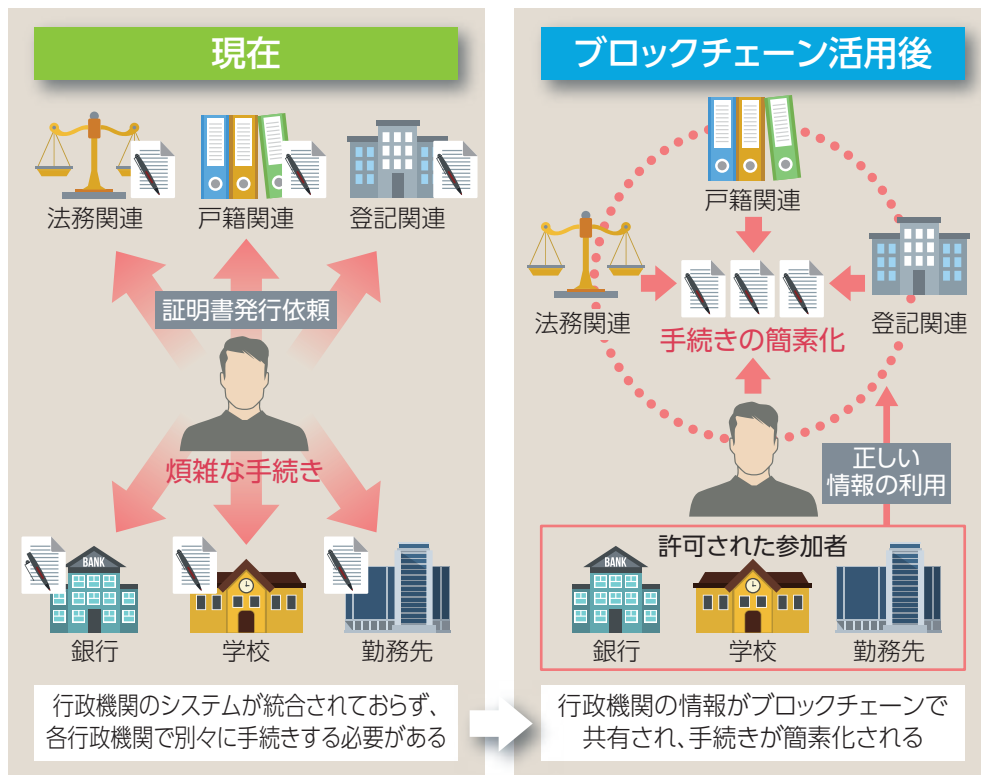 現在
法務関連
戸籍関連
登記関連
証明書発行依頼
煩雑な手続き
BANK
銀行
学校
勤務先
行政機関のシステムが統合されておらず、
各行政機関で別々に手続きする必要がある
ブロックチェーン活用後
戸籍関連
法務関連
登記関連
手続きの簡素化
正しい
情報の利用
許可された参加者
BANK
銀行
学校
勤務先
行政機関の情報がブロックチェーンで
共有され、手続きが簡素化される